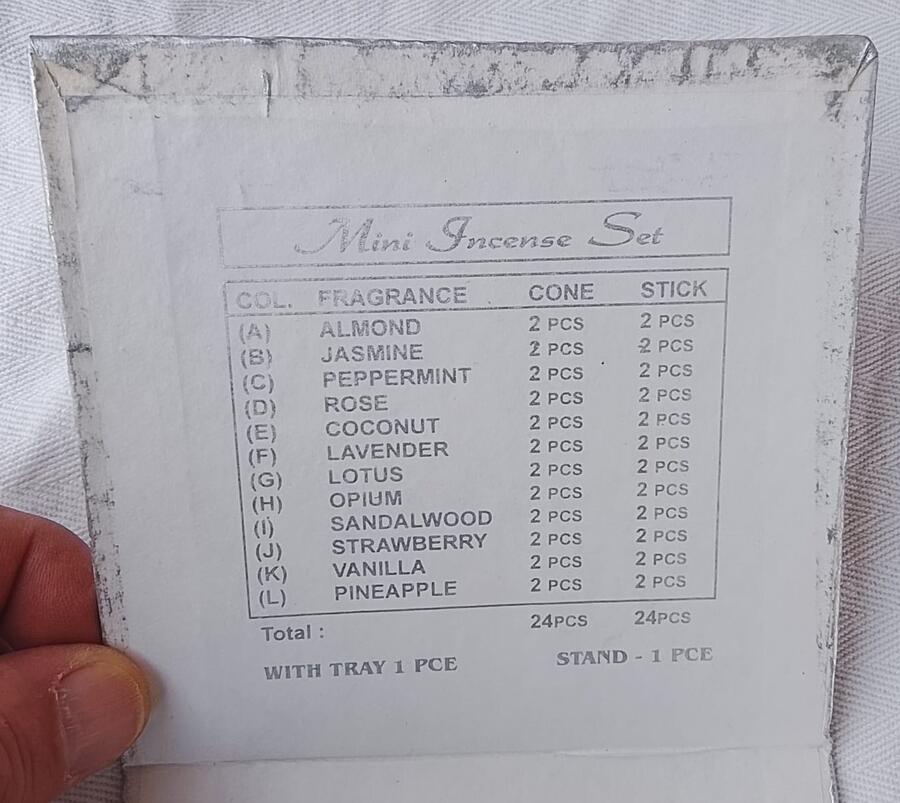 Mini Incense Set
COL. FRAGRANCE CONE STICK
(A) ALMOND 2 PCS 2 PCS
(B) JASMINE 2 PCS 2 PCS
(C) PEPPERMINT 2 PCS 2 PCS
(D) ROSE 2 PCS 2 PCS
(E) COCONUT 2 PCS 2 PCS
(F) LAVENDER 2 PCS 2 PCS
(G) LOTUS 2 PCS 2 PCS
(H) OPIUM 2 PCS 2 PCS
(I) SANDALWOOD 2 PCS 2 PCS
(J) STRAWBERRY 2 PCS 2 PCS
(K) VANILLA 2 PCS 2 PCS
(L) PINEAPPLE 2 PCS 2 PCS
Total : 24PCS 24PCS
WITH TRAY 1 PCE STAND - 1 PCE